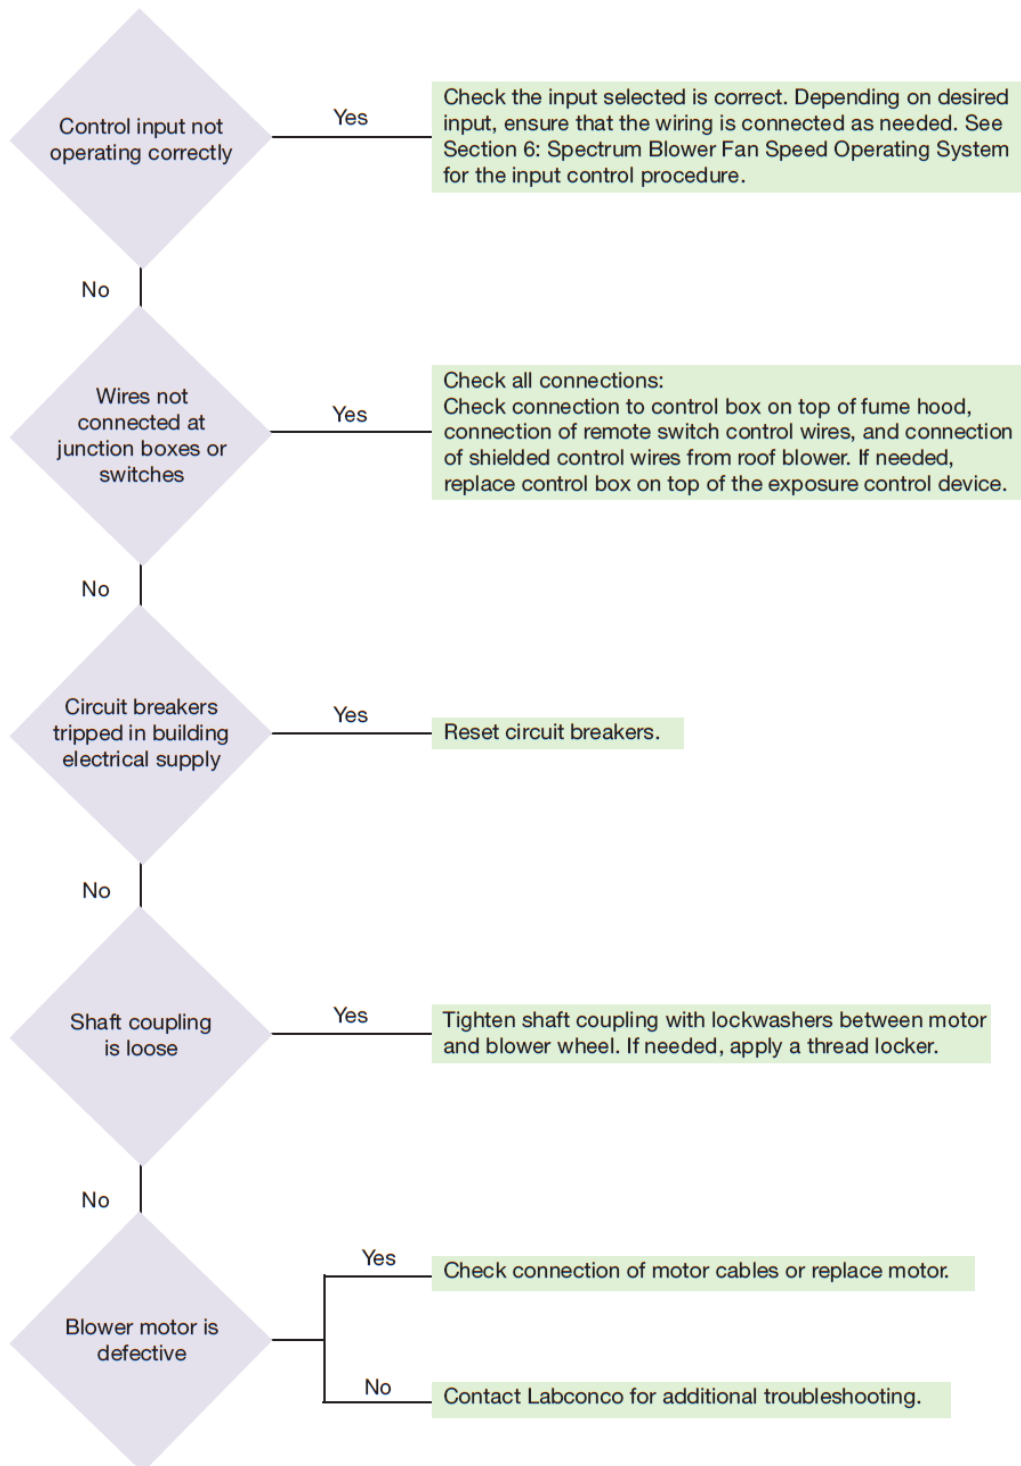 Control input not
operating correctly
Yes
Check the input selected is correct. Depending on desired
input, ensure that the wiring is connected as needed. See
Section 6: Spectrum Blower Fan Speed Operating System
for the input control procedure.
No
Wires not
connected at
junction boxes or
switches
Yes
Check all connections:
Check connection to control box on top of fume hood,
connection of remote switch control wires, and connection
of shielded control wires from roof blower. If needed,
replace control box on top of the exposure control device.
No
Circuit breakers
tripped in building
electrical supply
Yes
Reset circuit breakers.
No
Shaft coupling
is loose
Yes
Tighten shaft coupling with lockwashers between motor
and blower wheel. If needed, apply a thread locker.
No
Blower motor is
defective
Yes
Check connection of motor cables or replace motor.
No
Contact Labconco for additional troubleshooting.